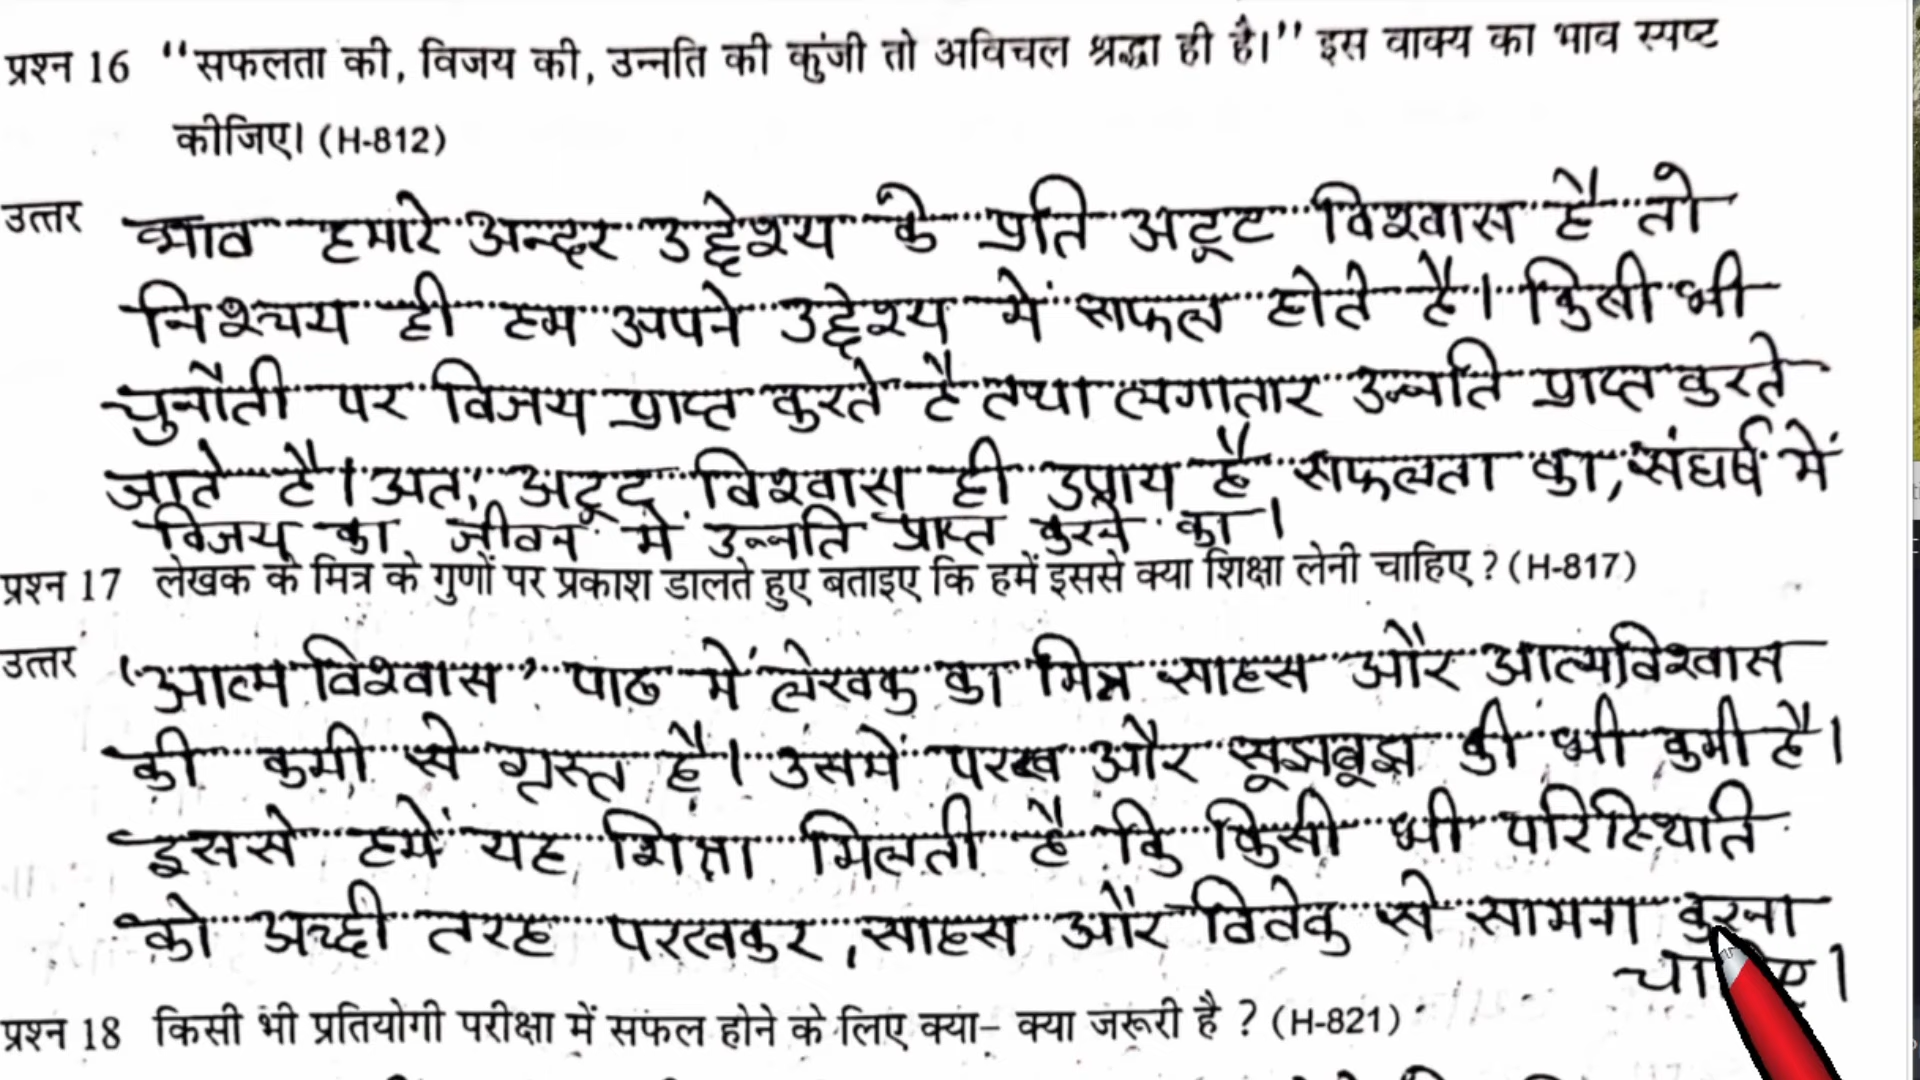 प्रश्न 16 “सफलता की, विजय की, उन्नति की कुंजी तो अविचल श्रद्धा ही है।” इस वाक्य का भाव स्पष्ट
कीजिए। (H-812)
उत्तर भाव हमारे अन्दर उद्देश्य के प्रति अटूट विश्वास है तो
निश्चय ही हम अपने उद्देश्य में सफल होते है। किसी भी
चुनौती पर विजय प्राप्त करते है तथा लगातार उन्नति प्राप्त करते
जाते है। अतः अटूट विश्वास ही उपाय है सफलता का, संघर्ष में
विजय का जीवन में उन्नति प्राप्त करने का।
प्रश्न 17 लेखक के मित्र के गुणों पर प्रकाश डालते हुए बताइए कि हमें इससे क्या शिक्षा लेनी चाहिए ? (H-817)
उत्तर ‘आत्मविश्वास’ पाठ में लेखक का मित्र साहस और आत्मविश्वास
की कमी से ग्रस्त है। उसमें परख और सूझबूझ की भी कमी है।
इससे हमें यह शिक्षा मिलती है कि किसी भी परिस्थिति
को अच्छी तरह परखकर, साहस और विवेक से सामना करना
प्रश्न 18 किसी भी प्रतियोगी परीक्षा में सफल होने के लिए क्या– क्या जरूरी है ? (H-821)